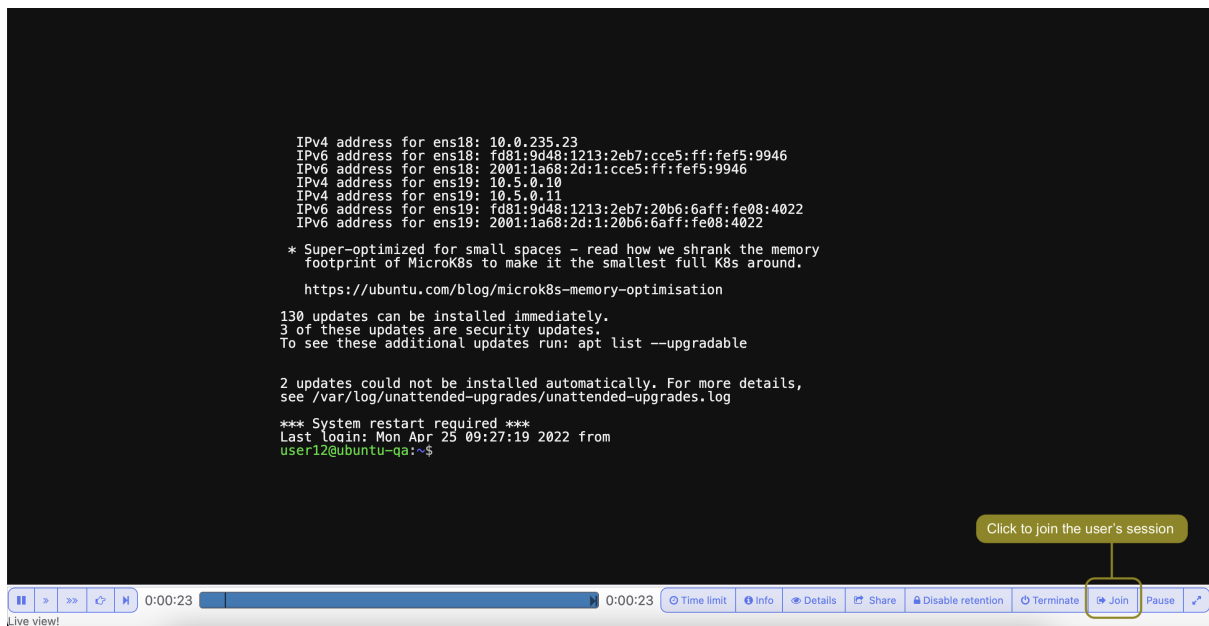 IPv4 address for ens18: 10.0.235.23
IPv6 address for ens18: fd81:9d48:1213:2eb7:cce5:ff:fef5:9946
IPv6 address for ens18: 2001:1a68:2d:1:cce5:ff:fef5:9946
IPv4 address for ens19: 10.5.0.10
IPv4 address for ens19: 10.5.0.11
IPv6 address for ens19: fd81:9d48:1213:2eb7:20b6:6aff:fe08:4022
IPv6 address for ens19: 2001:1a68:2d:1:20b6:6aff:fe08:4022
* Super-optimized for small spaces - read how we shrank the memory
footprint of MicroK8s to make it the smallest full K8s around.
https://ubuntu.com/blog/microk8s-memory-optimisation
130 updates can be installed immediately.
3 of these updates are security updates.
To see these additional updates run: apt list --upgradable
2 updates could not be installed automatically. For more details,
see /var/log/unattended-upgrades/unattended-upgrades.log
*** System restart required ***
Last login: Mon Apr 25 09:27:19 2022 from
user12@ubuntu-qa:~$
Click to join the user's session
0:00:23 0:00:23 Time limit Info Details Share Disable retention Terminate Join Pause
Live view!